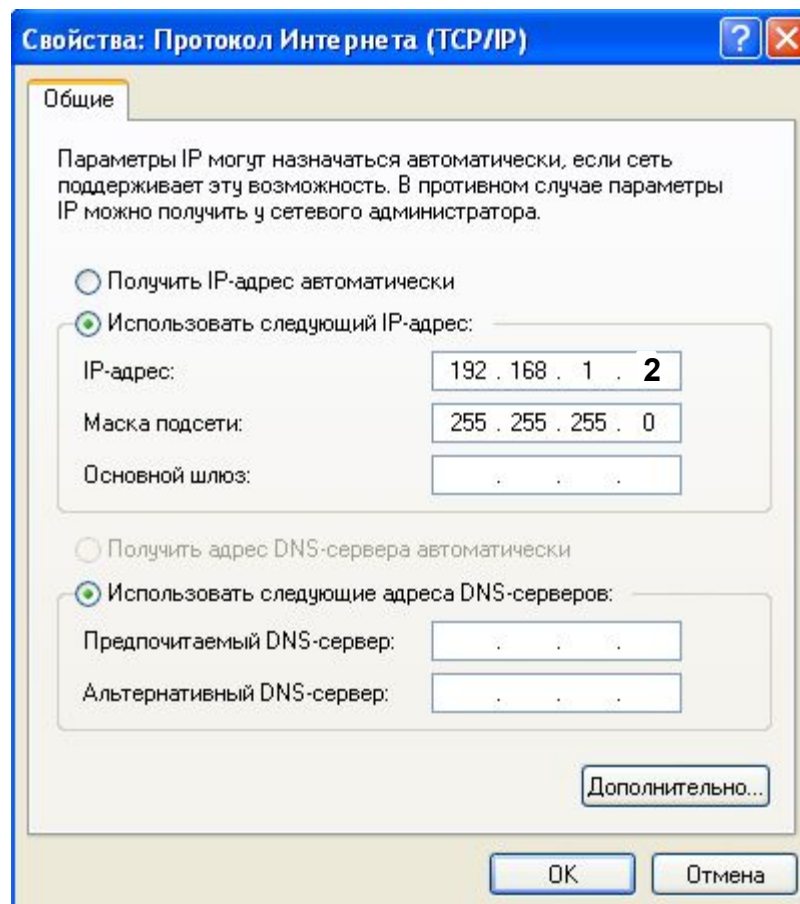 Свойства: Протокол Интернета (TCP/IP)
Общие
Параметры IP могут назначаться автоматически, если сеть
поддерживает эту возможность. В противном случае параметры
IP можно получить у сетевого администратора.
Получить IP-адрес автоматически
Использовать следующий IP-адрес:
IP-адрес: 192 . 168 . 1 . 2
Маска подсети: 255 . 255 . 255 . 0
Основной шлюз: . . .
Получить адрес DNS-сервера автоматически
Использовать следующие адреса DNS-серверов:
Предпочитаемый DNS-сервер: . . .
Альтернативный DNS-сервер: . . .
Дополнительно...
OK Отмена